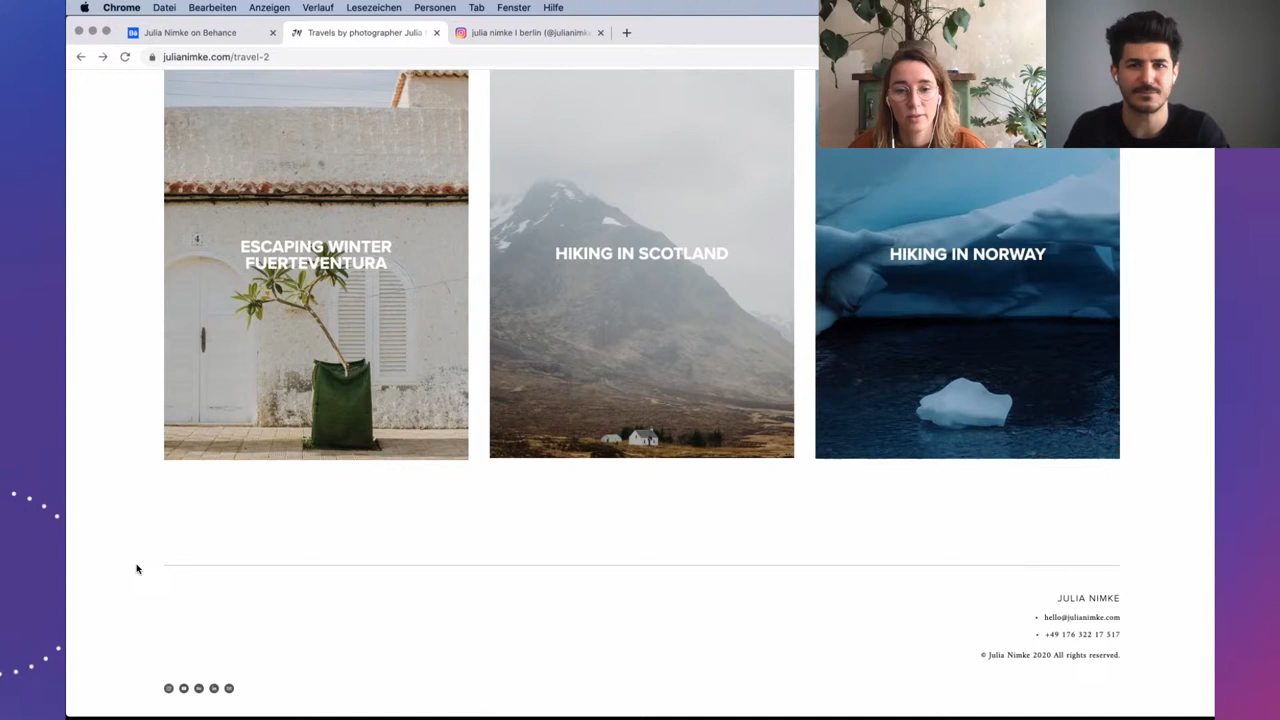 Chrome Datei Bearbeiten Anzeigen Verlauf Lesezeichen Personen Tab Fenster Hilfe
Bē Julia Nimke on Behance
JN Travels by photographer Julia
julia nimke I berlin (@julianimk
julianimke.com/travel-2
4
ESCAPING WINTER
FUERTEVENTURA
HIKING IN SCOTLAND
HIKING IN NORWAY
JULIA NIMKE
• hello@julianimke.com
• +49 176 322 17 517
© Julia Nimke 2020 All rights reserved.